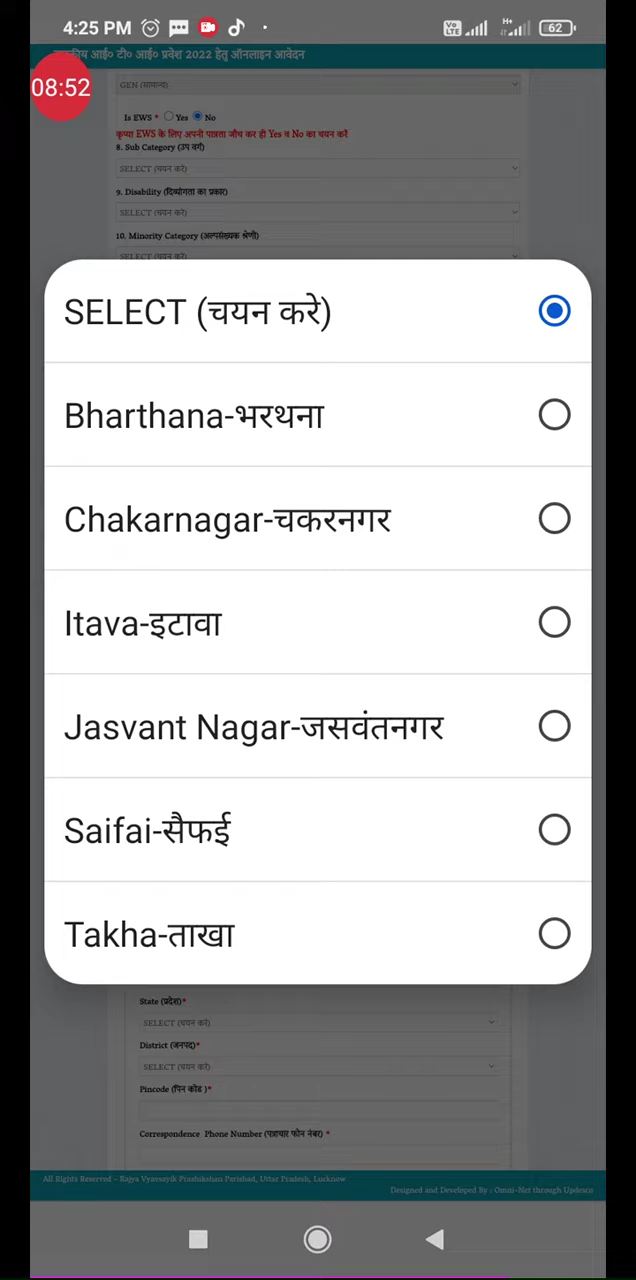 4:25 PM
62
08:52
राजकीय आई० टी० आई० प्रवेश 2022 हेतु ऑनलाइन आवेदन
GEN (सामान्य)
Is EWS * Yes No
कृप्या EWS के लिए अपनी पात्रता जाँच कर ही Yes व No का चयन करें
8. Sub Category (उप वर्ग)
SELECT (चयन करे)
9. Disability (दिव्यांगता का प्रकार)
SELECT (चयन करे)
10. Minority Category (अल्पसंख्यक श्रेणी)
SELECT (चयन करे)
SELECT (चयन करे)
Bharthana-भरथना
Chakarnagar-चकरनगर
Itava-इटावा
Jasvant Nagar-जसवंतनगर
Saifai-सैफई
Takha-ताखा
State (प्रदेश)*
SELECT (चयन करे)
District (जनपद)*
SELECT (चयन करे)
Pincode (पिन कोड )*
Correspondence Phone Number (पत्राचार फोन नंबर) *
All Rights Reserved - Rajya Vyavsayik Prashikshan Parishad, Uttar Pradesh, Lucknow
Designed and Developed By : Omni-Net through Updesco